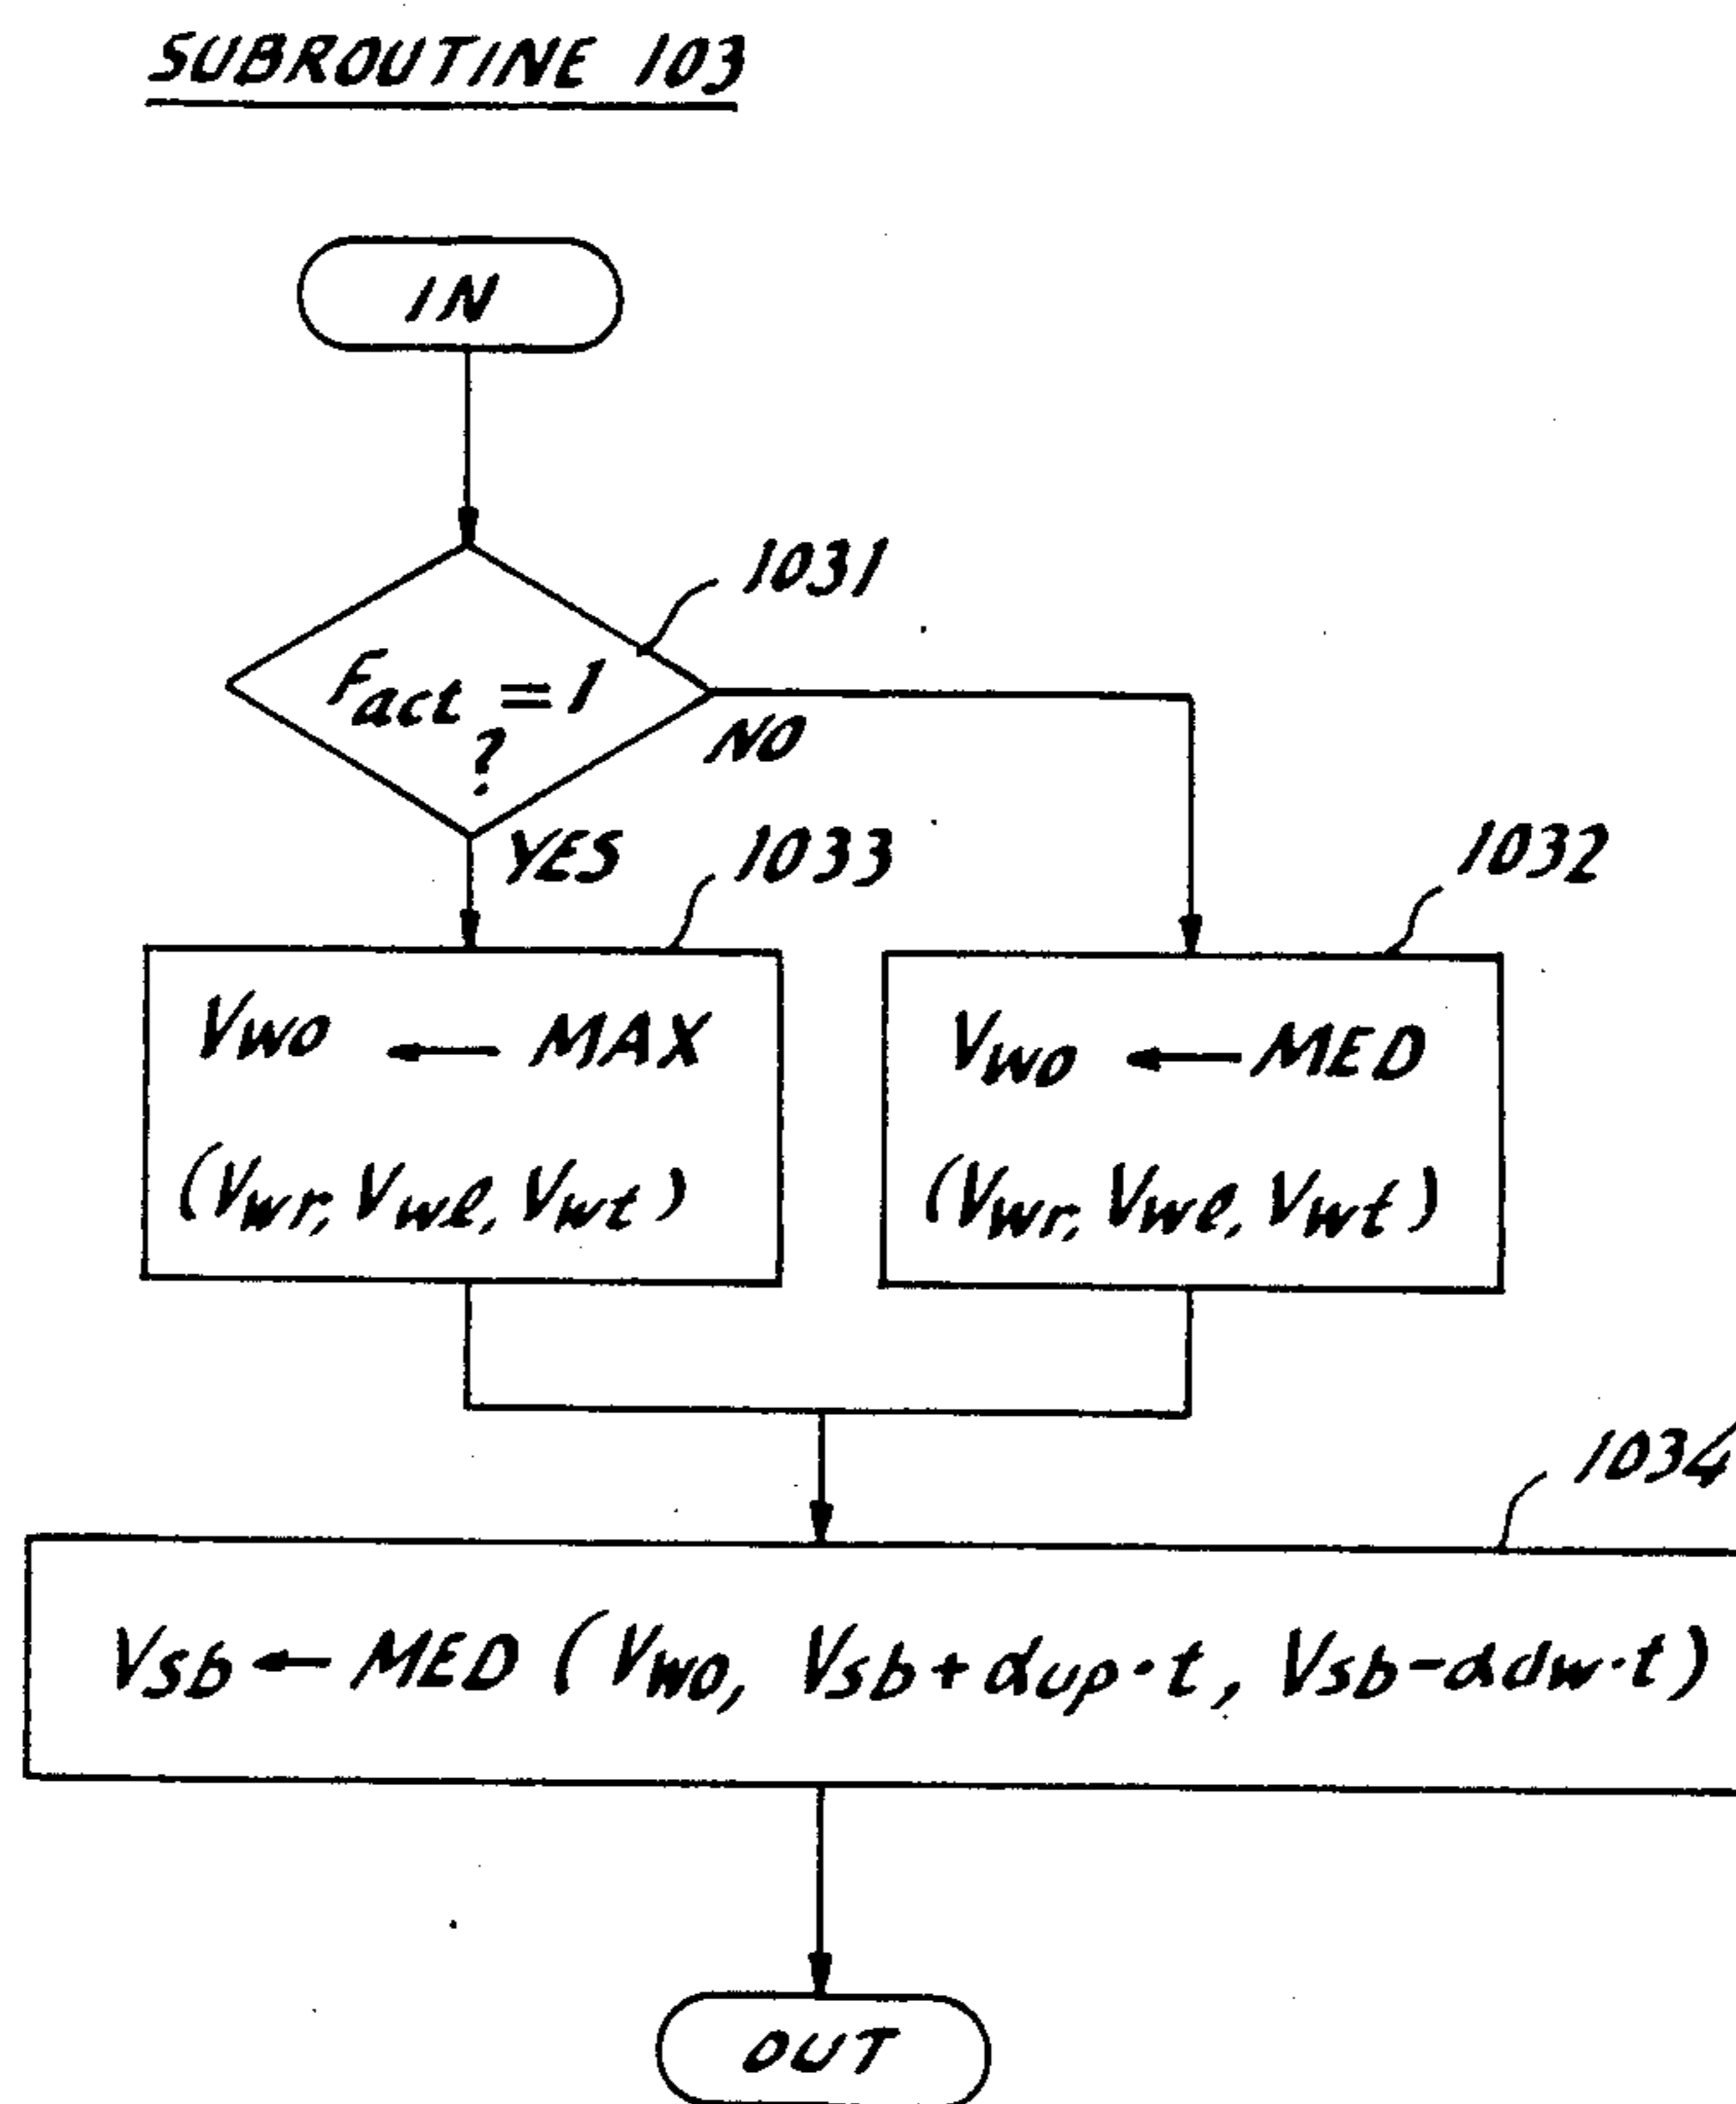 SUBROUTINE 103
IN
1031
Fact = 1
?
NO
YES
1033
1032
Vwo ← MAX
(Vwr, Vwl, Vwt)
Vwo ← MED
(Vwr, Vwl, Vwt)
1034
Vsb ← MED (Vwo, Vsb+αup·t, Vsb-αdw·t)
OUT